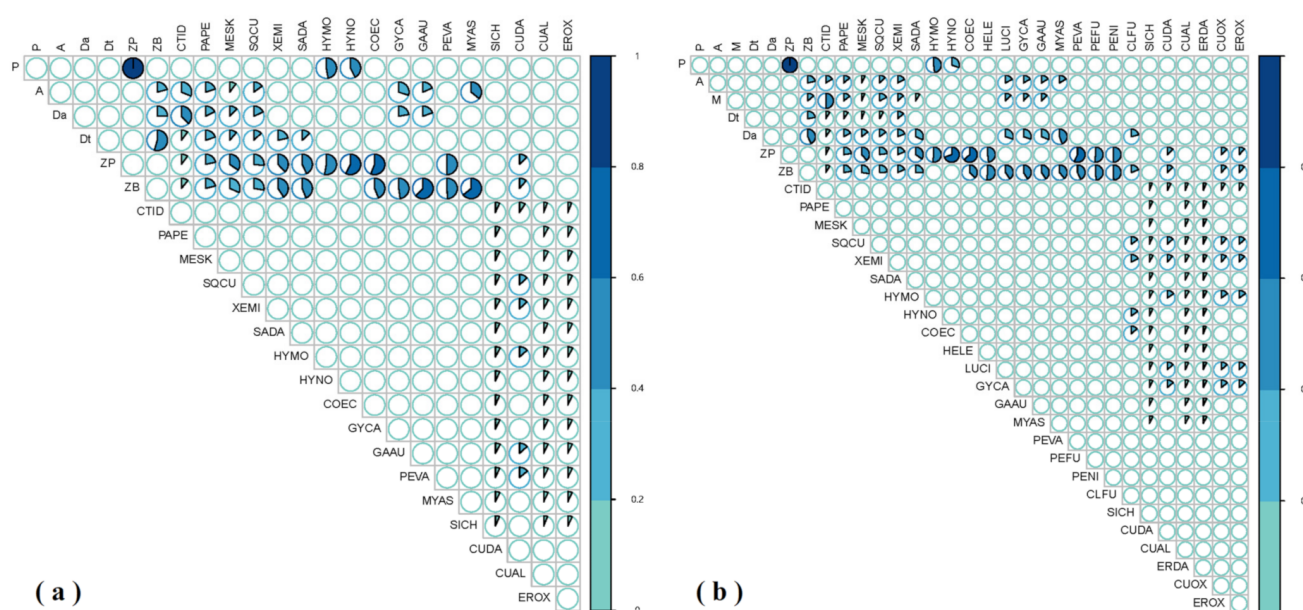 P A Da Dt ZP ZB CTID PAPE MESK SQCU XEMI SADA HYMO HYNO COEC GYCA GAAU PEVA MYAS SICH CUDA CUAL EROX
P
A
Da
Dt
ZP
ZB
CTID
PAPE
MESK
SQCU
XEMI
SADA
HYMO
HYNO
COEC
GYCA
GAAU
PEVA
MYAS
SICH
CUDA
CUAL
EROX
1
0.8
0.6
0.4
0.2
0
( a )
P A M Dt Da ZP ZB CTID PAPE MESK SQCU XEMI SADA HYMO HYNO COEC HELE LUCI GYCA GAAU MYAS PEVA PEFU PENI CLFU SICH CUDA CUAL ERDA CUOX EROX
P
A
M
Dt
Da
ZP
ZB
CTID
PAPE
MESK
SQCU
XEMI
SADA
HYMO
HYNO
COEC
HELE
LUCI
GYCA
GAAU
MYAS
PEVA
PEFU
PENI
CLFU
SICH
CUDA
CUAL
ERDA
CUOX
EROX
( b )